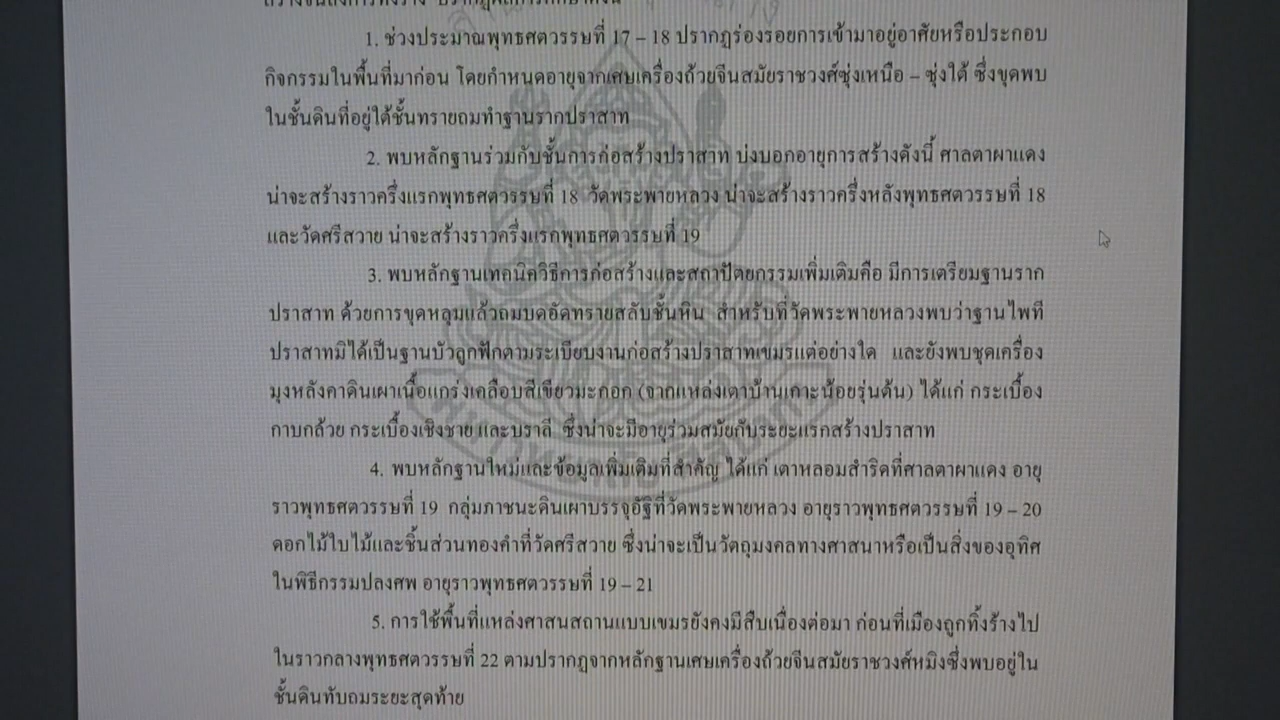 1. ช่วงประมาณพุทธศตวรรษที่ 17 – 18 ปรากฏร่องรอยการเข้ามาอยู่อาศัยหรือประกอบ
กิจกรรมในพื้นที่มาก่อน โดยกำหนดอายุจากเศษเครื่องถ้วยจีนสมัยราชวงศ์ซุ่งเหนือ – ซุ่งใต้ ซึ่งขุดพบ
ในชั้นดินที่อยู่ใต้ชั้นทรายถมทำฐานรากปราสาท
2. พบหลักฐานร่วมกับชั้นการก่อสร้างปราสาท บ่งบอกอายุการสร้างดังนี้ ศาลตาผาแดง
น่าจะสร้างราวครึ่งแรกพุทธศตวรรษที่ 18 วัดพระพายหลวง น่าจะสร้างราวครึ่งหลังพุทธศตวรรษที่ 18
และวัดศรีสวาย น่าจะสร้างราวครึ่งแรกพุทธศตวรรษที่ 19
3. พบหลักฐานเทคนิควิธีการก่อสร้างและสถาปัตยกรรมเพิ่มเติมคือ มีการเตรียมฐานราก
ปราสาท ด้วยการขุดหลุมแล้วถมบดอัดทรายสลับชั้นหิน สำหรับที่วัดพระพายหลวงพบว่าฐานไพที
ปราสาทมิได้เป็นฐานบัวลูกฟักตามระเบียบงานก่อสร้างปราสาทเขมรแต่อย่างใด และยังพบชุดเครื่อง
มุงหลังคาดินเผาเนื้อแกร่งเคลือบสีเขียวมะกอก (จากแหล่งเตาบ้านเกาะน้อยรุ่นต้น) ได้แก่ กระเบื้อง
กาบกล้วย กระเบื้องเชิงชาย และบราลี ซึ่งน่าจะมีอายุร่วมสมัยกับระยะแรกสร้างปราสาท
4. พบหลักฐานใหม่และข้อมูลเพิ่มเติมที่สำคัญ ได้แก่ เตาหลอมสำริดที่ศาลตาผาแดง อายุ
ราวพุทธศตวรรษที่ 19 กลุ่มภาชนะดินเผาบรรจุอัฐิที่วัดพระพายหลวง อายุราวพุทธศตวรรษที่ 19 – 20
ดอกไม้ใบไม้และชิ้นส่วนทองคำที่วัดศรีสวาย ซึ่งน่าจะเป็นวัตถุมงคลทางศาสนาหรือเป็นสิ่งของอุทิศ
ในพิธีกรรมปลงศพ อายุราวพุทธศตวรรษที่ 19 – 21
5. การใช้พื้นที่แหล่งศาสนสถานแบบเขมรยังคงมีสืบเนื่องต่อมา ก่อนที่เมืองถูกทิ้งร้างไป
ในราวกลางพุทธศตวรรษที่ 22 ตามปรากฏจากหลักฐานเศษเครื่องถ้วยจีนสมัยราชวงศ์หมิงซึ่งพบอยู่ใน
ชั้นดินทับถมระยะสุดท้าย